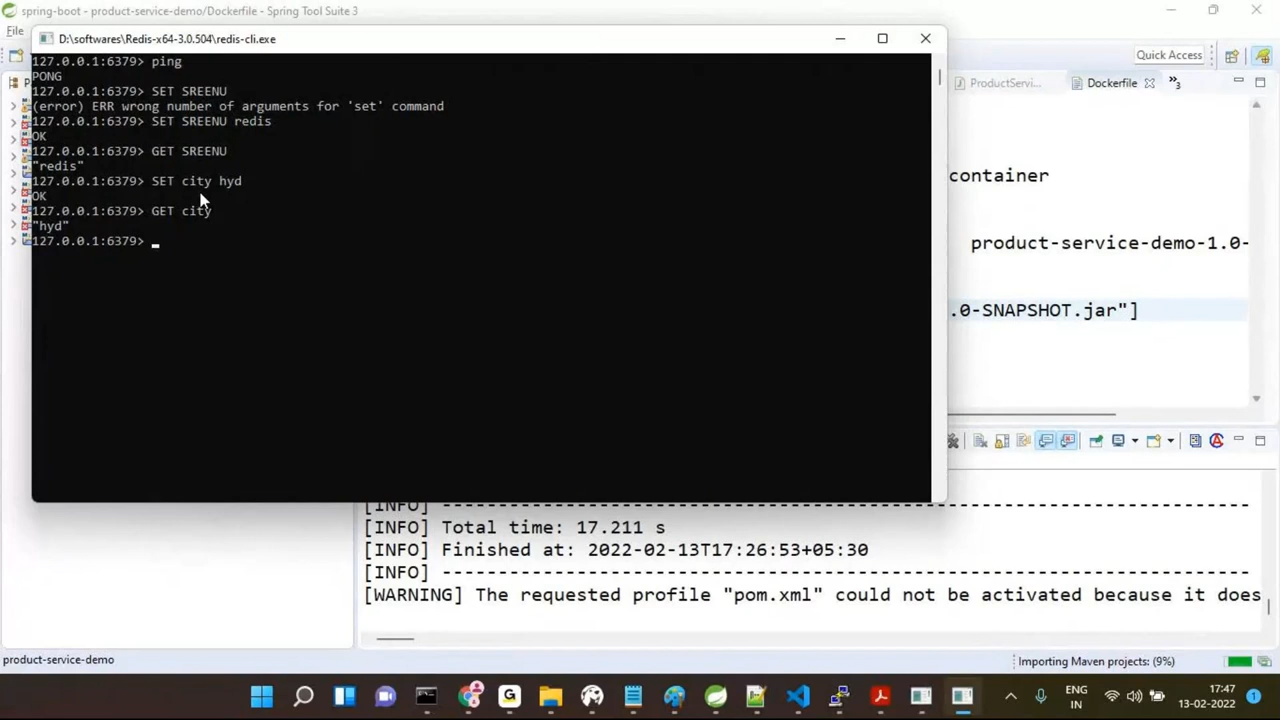 spring-boot - product-service-demo/Dockerfile - Spring Tool Suite 3
File
D:\softwares\Redis-x64-3.0.504\redis-cli.exe
Quick Access
127.0.0.1:6379> ping
PONG
127.0.0.1:6379> SET SREENU
(error) ERR wrong number of arguments for 'set' command
127.0.0.1:6379> SET SREENU redis
OK
127.0.0.1:6379> GET SREENU
"redis"
127.0.0.1:6379> SET city hyd
OK
127.0.0.1:6379> GET city
"hyd"
127.0.0.1:6379>
ProductServi... Dockerfile »3
container
product-service-demo-1.0-
.0-SNAPSHOT.jar"]
[INFO] ------------------------------------------------------------------------
[INFO] Total time: 17.211 s
[INFO] Finished at: 2022-02-13T17:26:53+05:30
[INFO] ------------------------------------------------------------------------
[WARNING] The requested profile "pom.xml" could not be activated because it does
product-service-demo
Importing Maven projects: (9%)
ENG
IN
17:47
13-02-2022